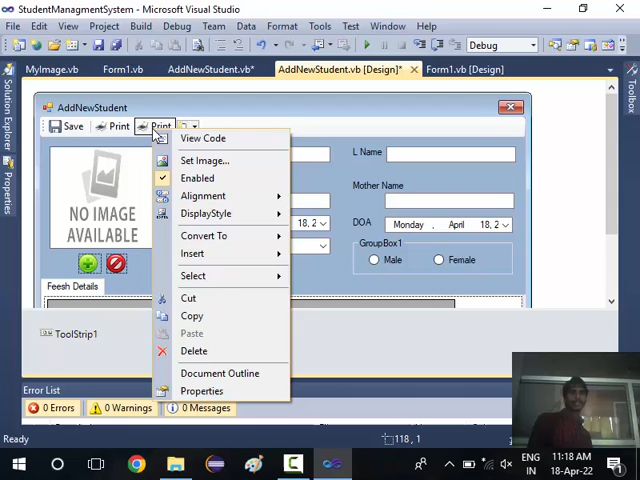 StudentManagmentSystem - Microsoft Visual Studio
File Edit View Project Build Debug Team Data Format Tools Test Window Help
Debug
MyImage.vb Form1.vb AddNewStudent.vb* AddNewStudent.vb [Design]* Form1.vb [Design]
Solution Explorer
Properties
Toolbox
AddNewStudent
Save Print Print
NO IMAGE
AVAILABLE
L Name
Mother Name
18, 2
DOA Monday , April 18, 2
GroupBox1
Male Female
Feesh Details
View Code
Set Image...
Enabled
Alignment
DisplayStyle
Convert To
Insert
Select
Cut
Copy
Paste
Delete
Document Outline
Properties
ToolStrip1
Error List
0 Errors 0 Warnings 0 Messages
Ready
118, 1
ENG
IN
11:18 AM
18-Apr-22